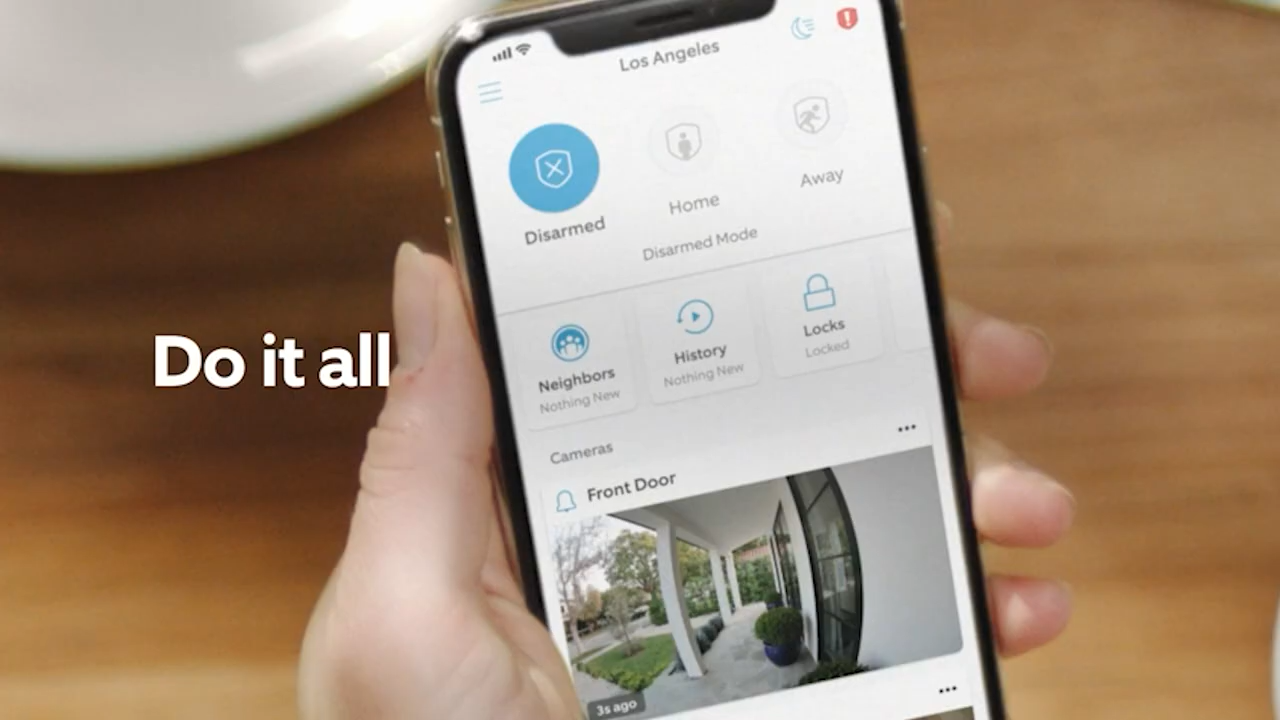 Los Angeles
Disarmed
Home
Away
Disarmed Mode
Neighbors
Nothing New
History
Nothing New
Locks
Locked
Cameras
Front Door
3s ago
Do it all